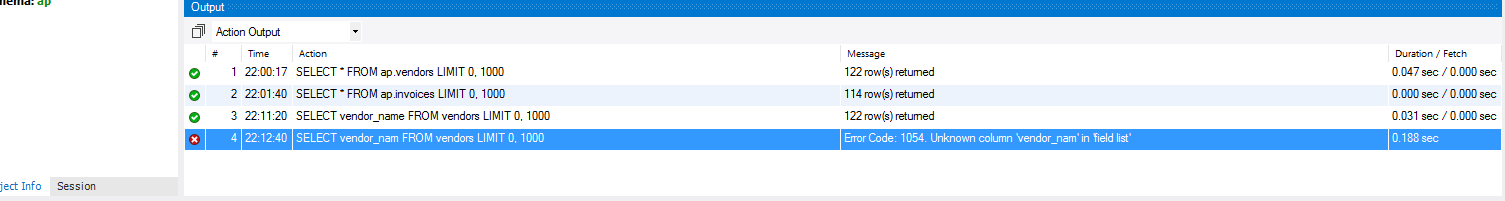 ap
Output
Action Output
# Time Action Message Duration / Fetch
1 22:00:17 SELECT * FROM ap.vendors LIMIT 0, 1000 122 row(s) returned 0.047 sec / 0.000 sec
2 22:01:40 SELECT * FROM ap.invoices LIMIT 0, 1000 114 row(s) returned 0.000 sec / 0.000 sec
3 22:11:20 SELECT vendor_name FROM vendors LIMIT 0, 1000 122 row(s) returned 0.031 sec / 0.000 sec
4 22:12:40 SELECT vendor_nam FROM vendors LIMIT 0, 1000 Error Code: 1054. Unknown column 'vendor_nam' in 'field list' 0.188 sec
ject Info Session